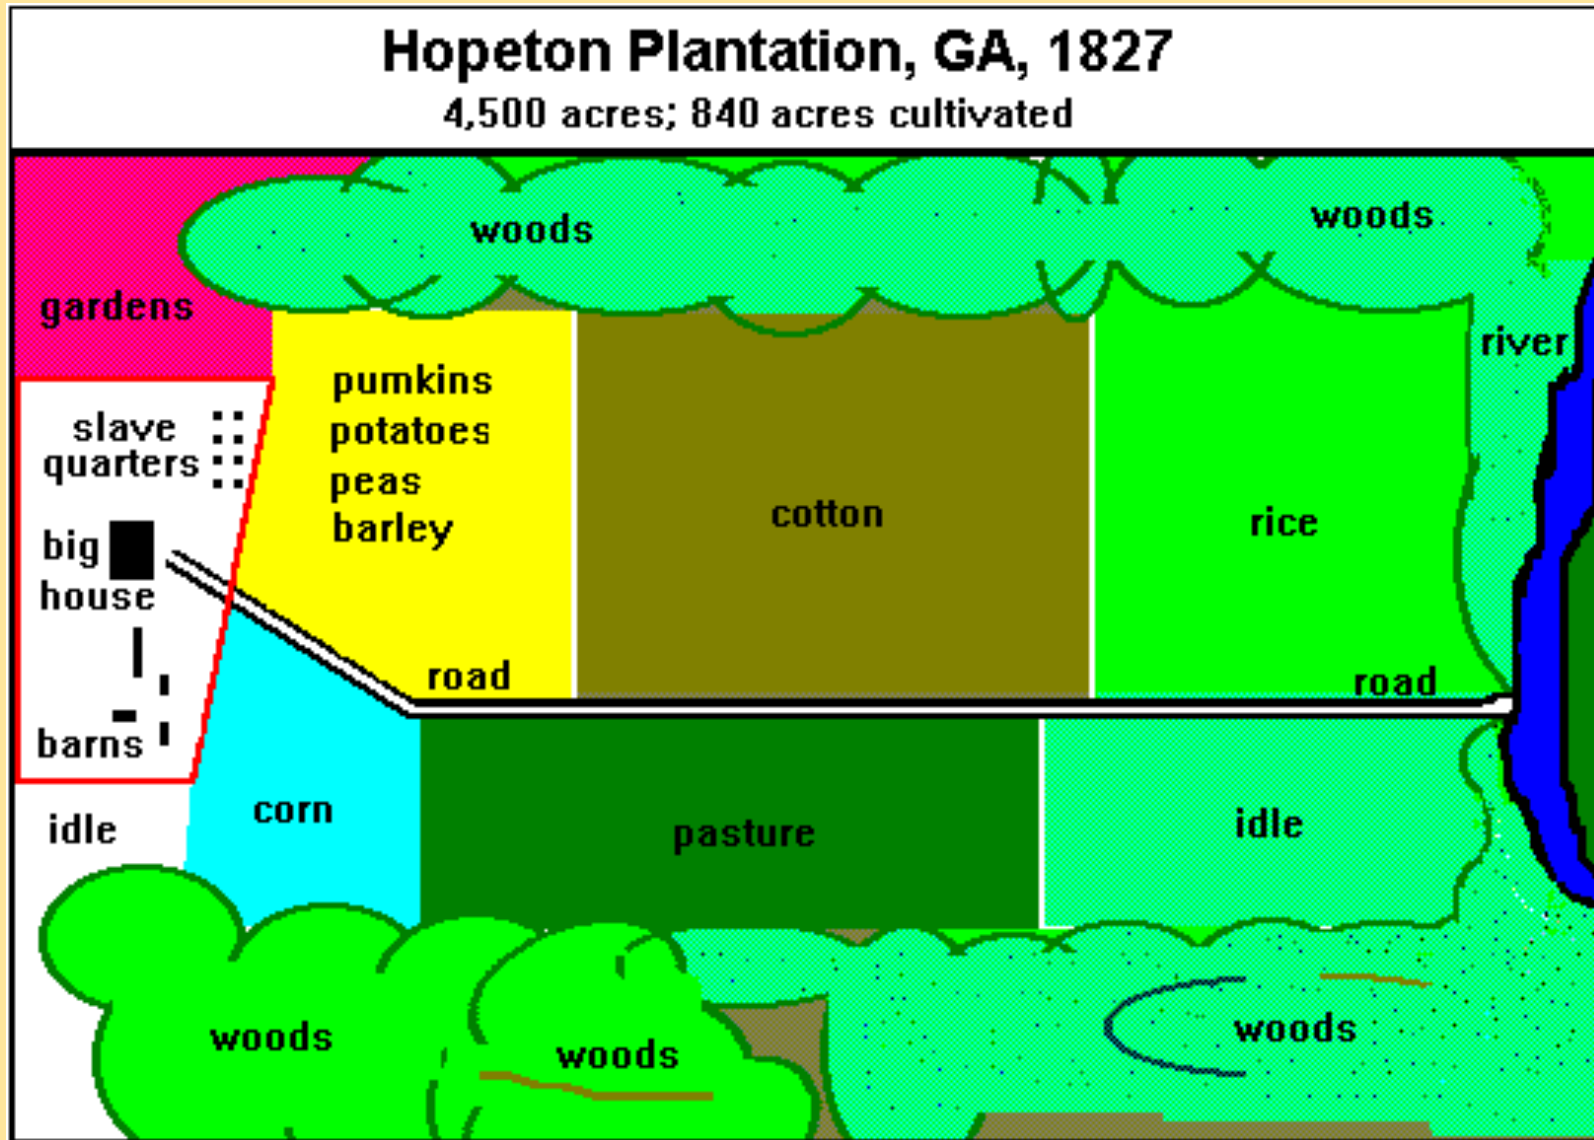 Hopeton Plantation, GA, 1827
4,500 acres; 840 acres cultivated
woods
woods
gardens
river
pumkins
potatoes
peas
barley
slave
quarters
cotton
rice
big
house
road
road
barns
corn
idle
pasture
idle
woods
woods
woods